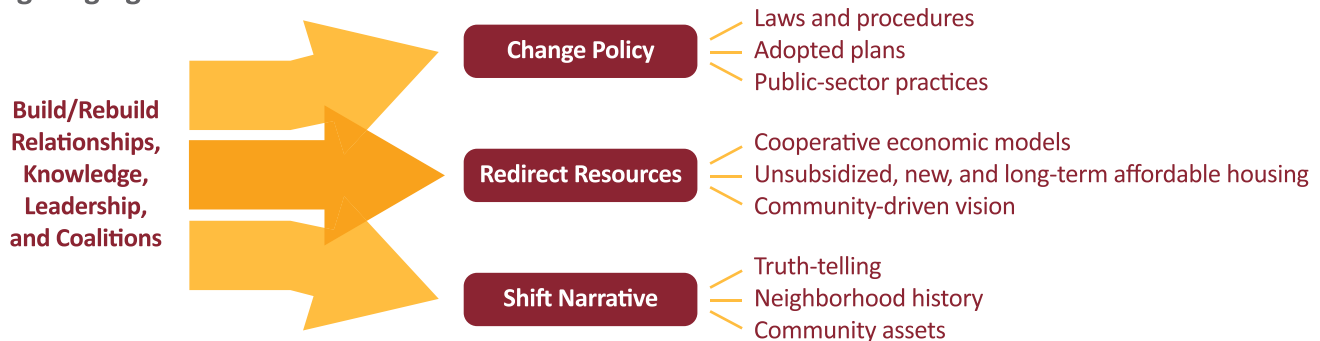 Build/Rebuild
Relationships,
Knowledge,
Leadership,
and Coalitions
Change Policy
Laws and procedures
Adopted plans
Public-sector practices
Redirect Resources
Cooperative economic models
Unsubsidized, new, and long-term affordable housing
Community-driven vision
Shift Narrative
Truth-telling
Neighborhood history
Community assets